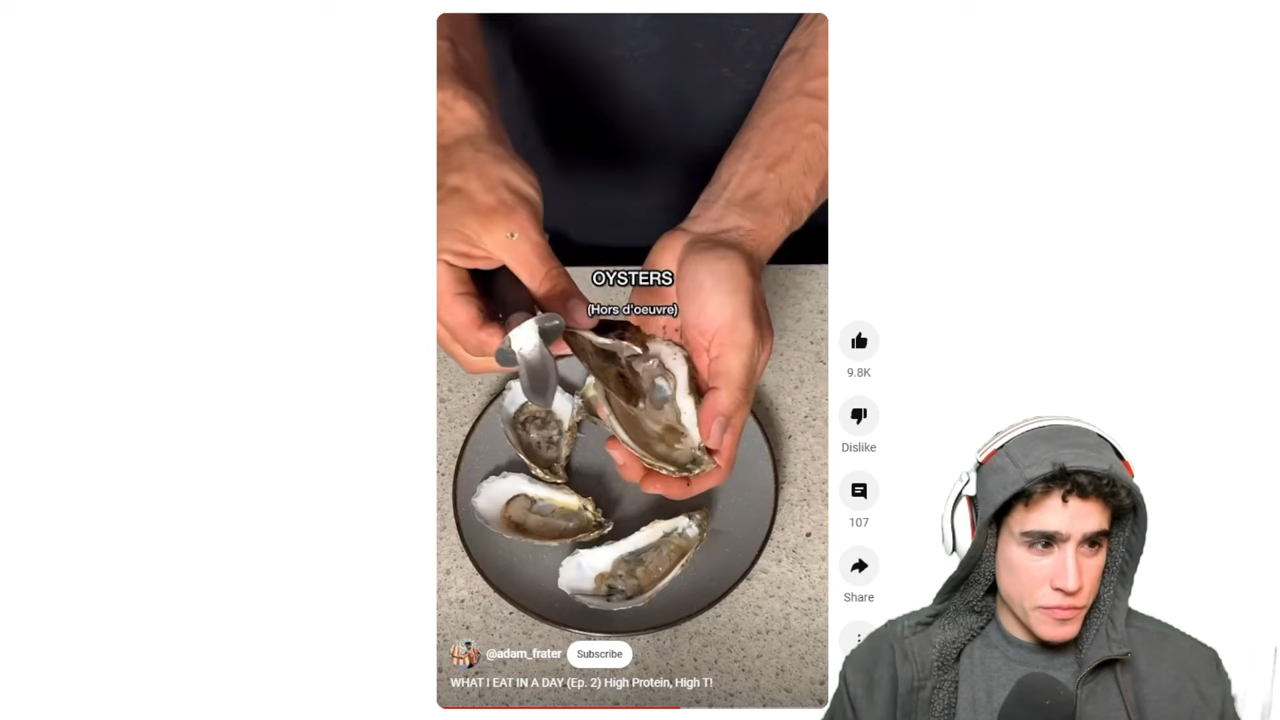 OYSTERS
(Hors d'oeuvre)
9.8K
Dislike
107
Share
@adam_frater
Subscribe
WHAT I EAT IN A DAY (Ep. 2) High Protein, High T!